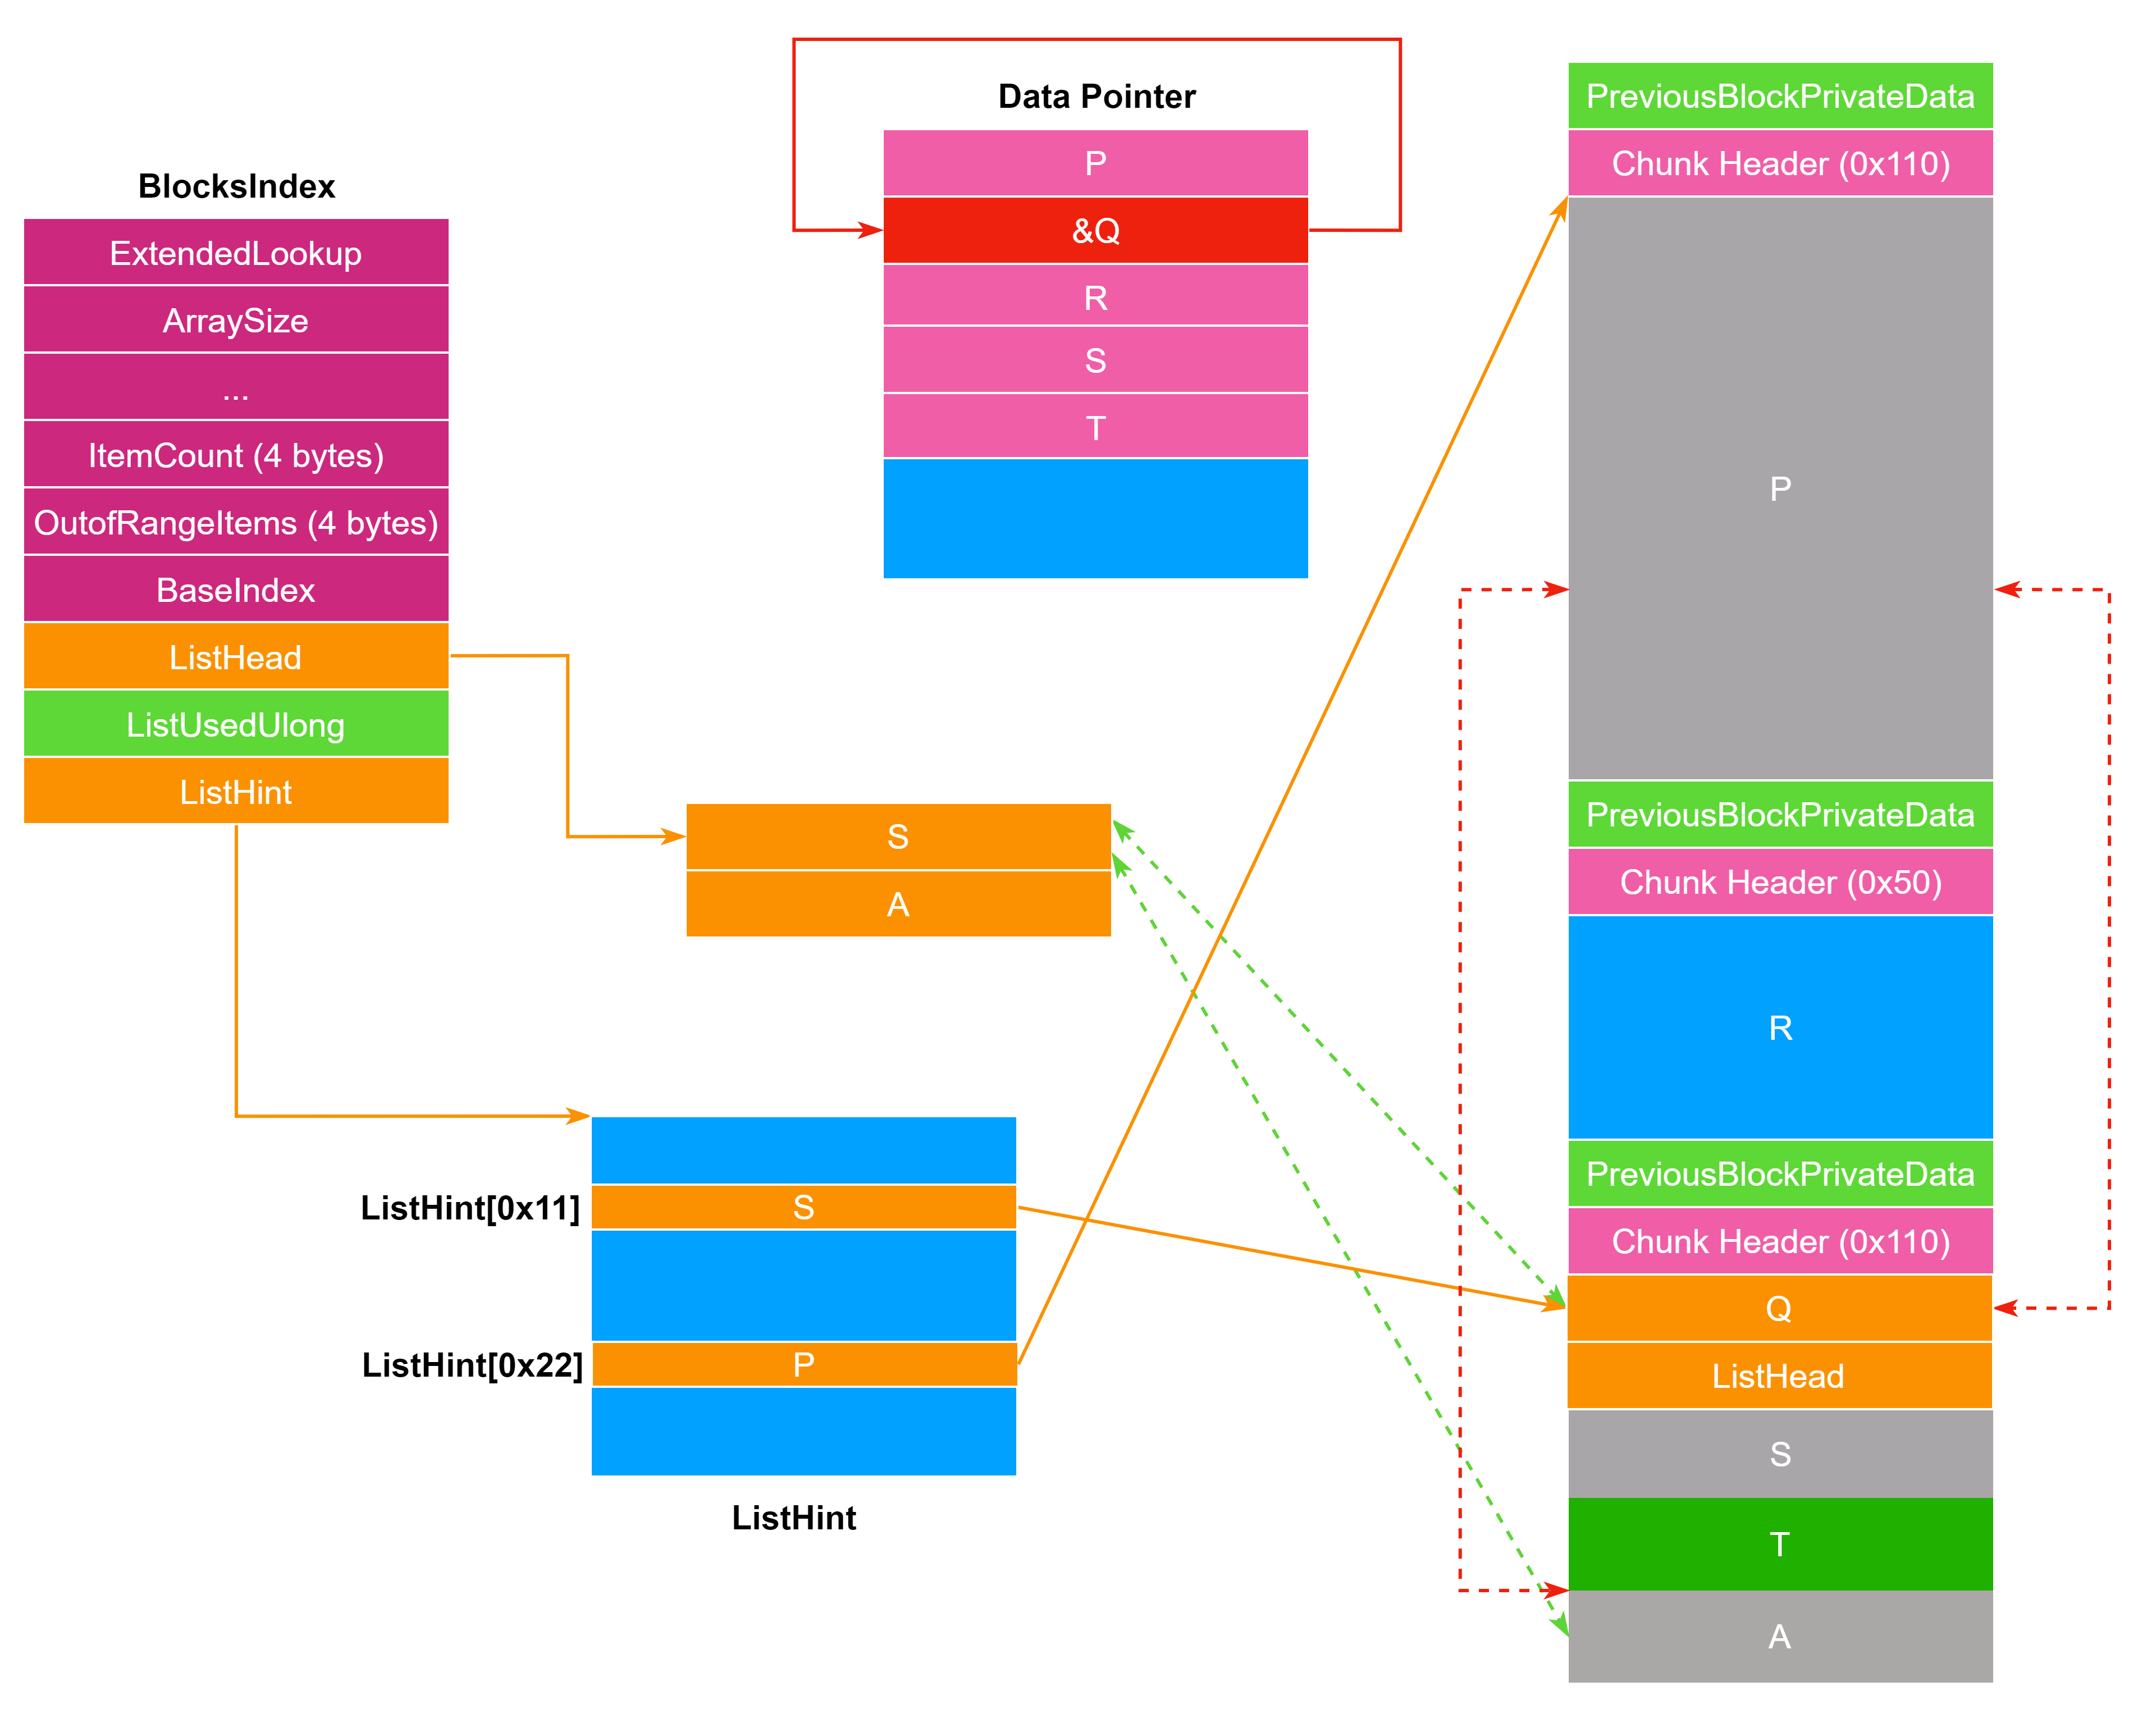 BlocksIndex
ExtendedLookup
ArraySize
...
ItemCount (4 bytes)
OutofRangeItems (4 bytes)
BaseIndex
ListHead
ListUsedUlong
ListHint
Data Pointer
P
&Q
R
S
T
S
A
ListHint[0x11]
S
ListHint[0x22]
P
ListHint
PreviousBlockPrivateData
Chunk Header (0x110)
P
PreviousBlockPrivateData
Chunk Header (0x50)
R
PreviousBlockPrivateData
Chunk Header (0x110)
Q
ListHead
S
T
A